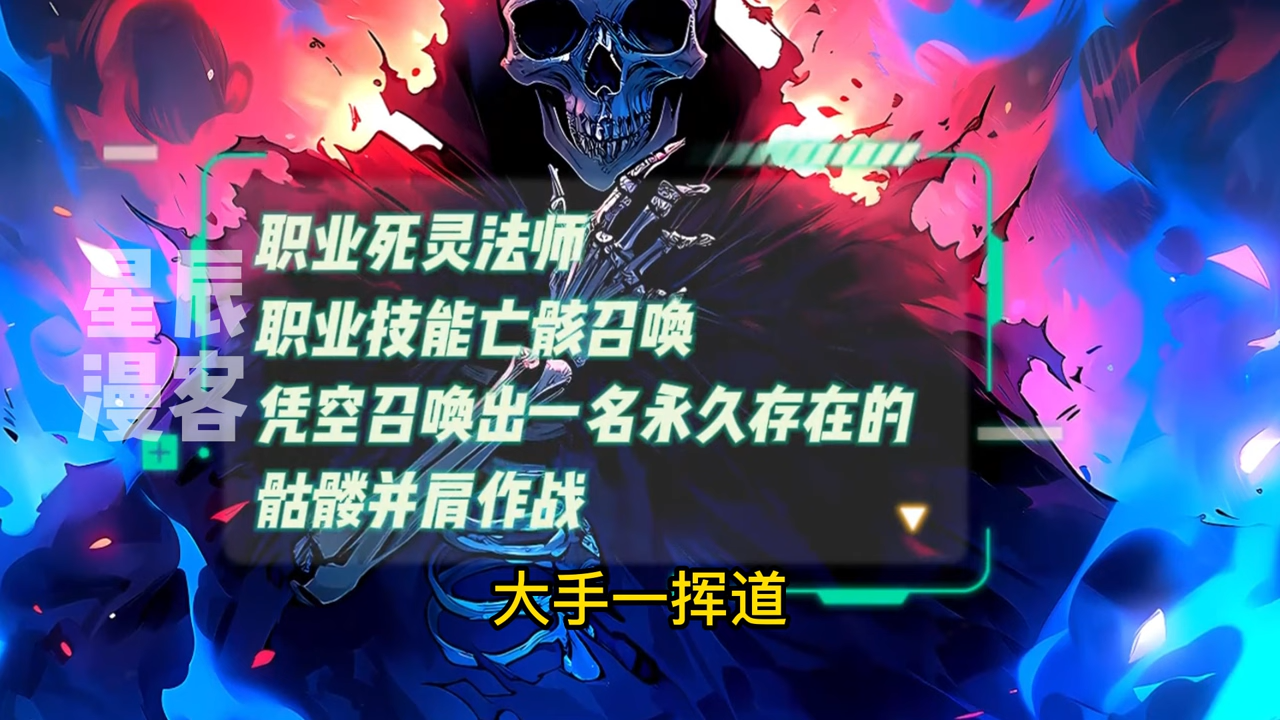 星辰
漫客
职业死灵法师
职业技能亡骸召唤
凭空召唤出一名永久存在的
骷髅并肩作战
大手一挥道